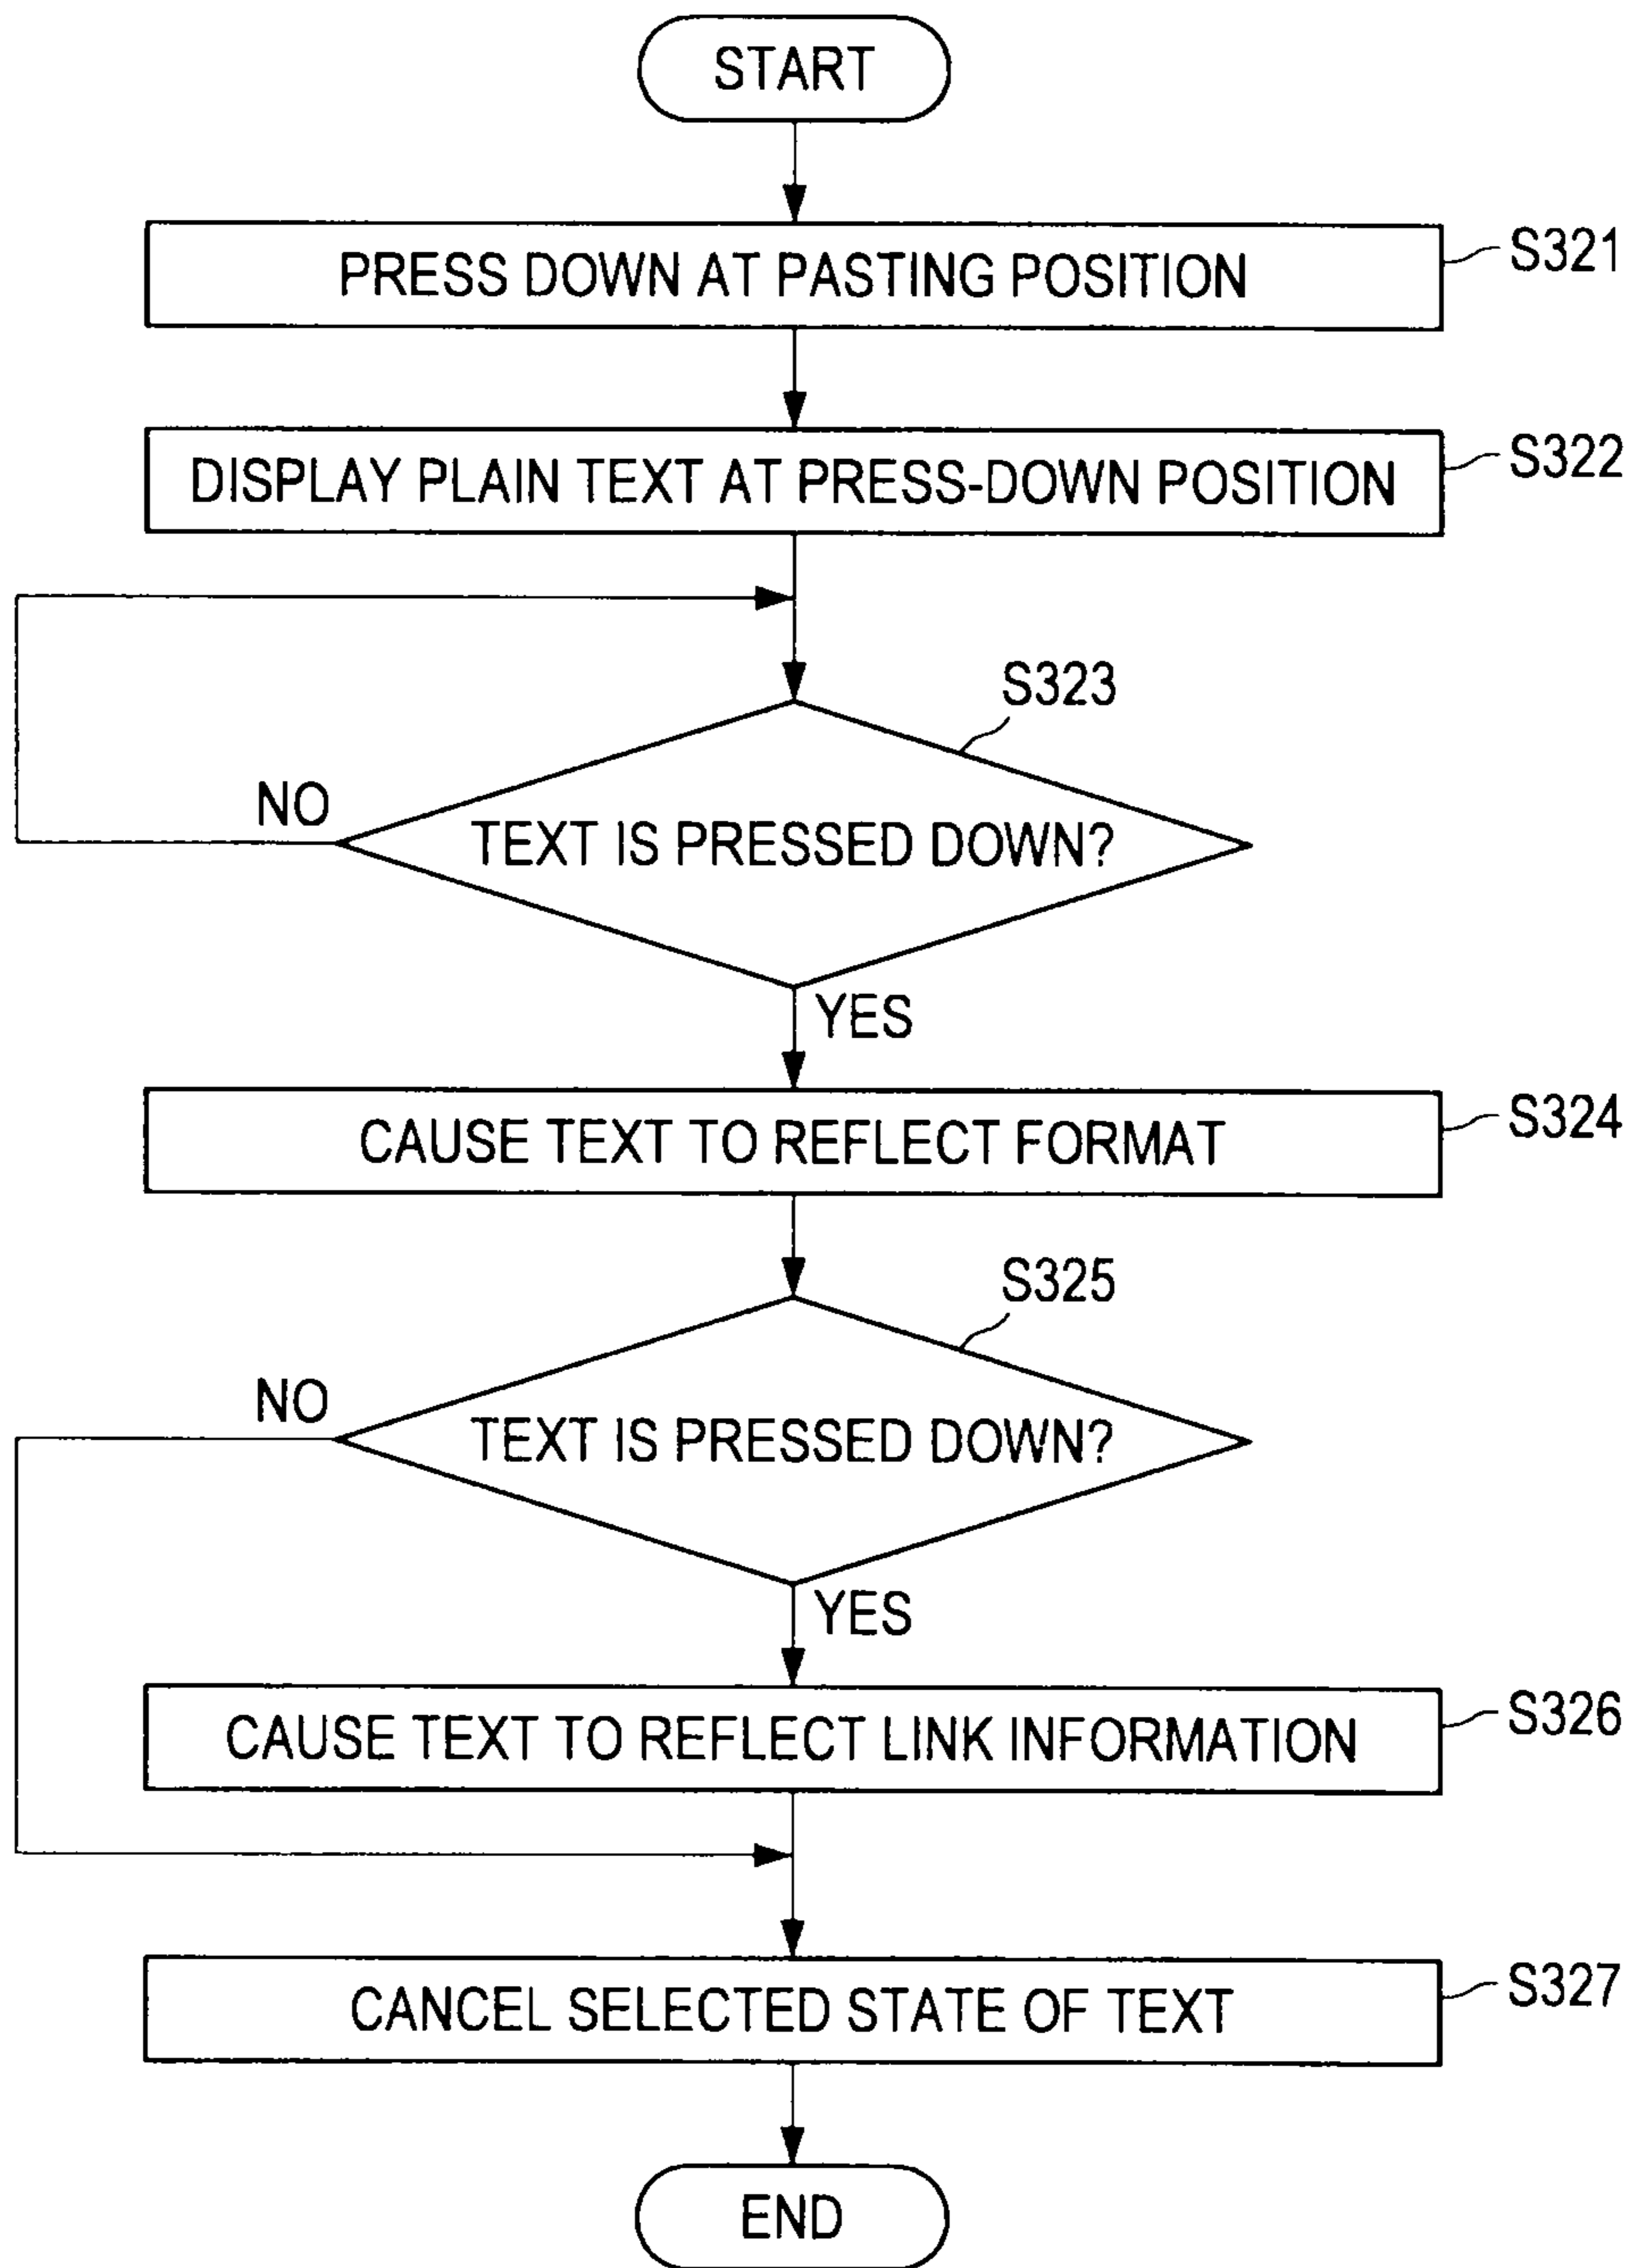 START
PRESS DOWN AT PASTING POSITION
S321
DISPLAY PLAIN TEXT AT PRESS-DOWN POSITION
S322
S323
NO
TEXT IS PRESSED DOWN?
YES
CAUSE TEXT TO REFLECT FORMAT
S324
S325
NO
TEXT IS PRESSED DOWN?
YES
CAUSE TEXT TO REFLECT LINK INFORMATION
S326
CANCEL SELECTED STATE OF TEXT
S327
END